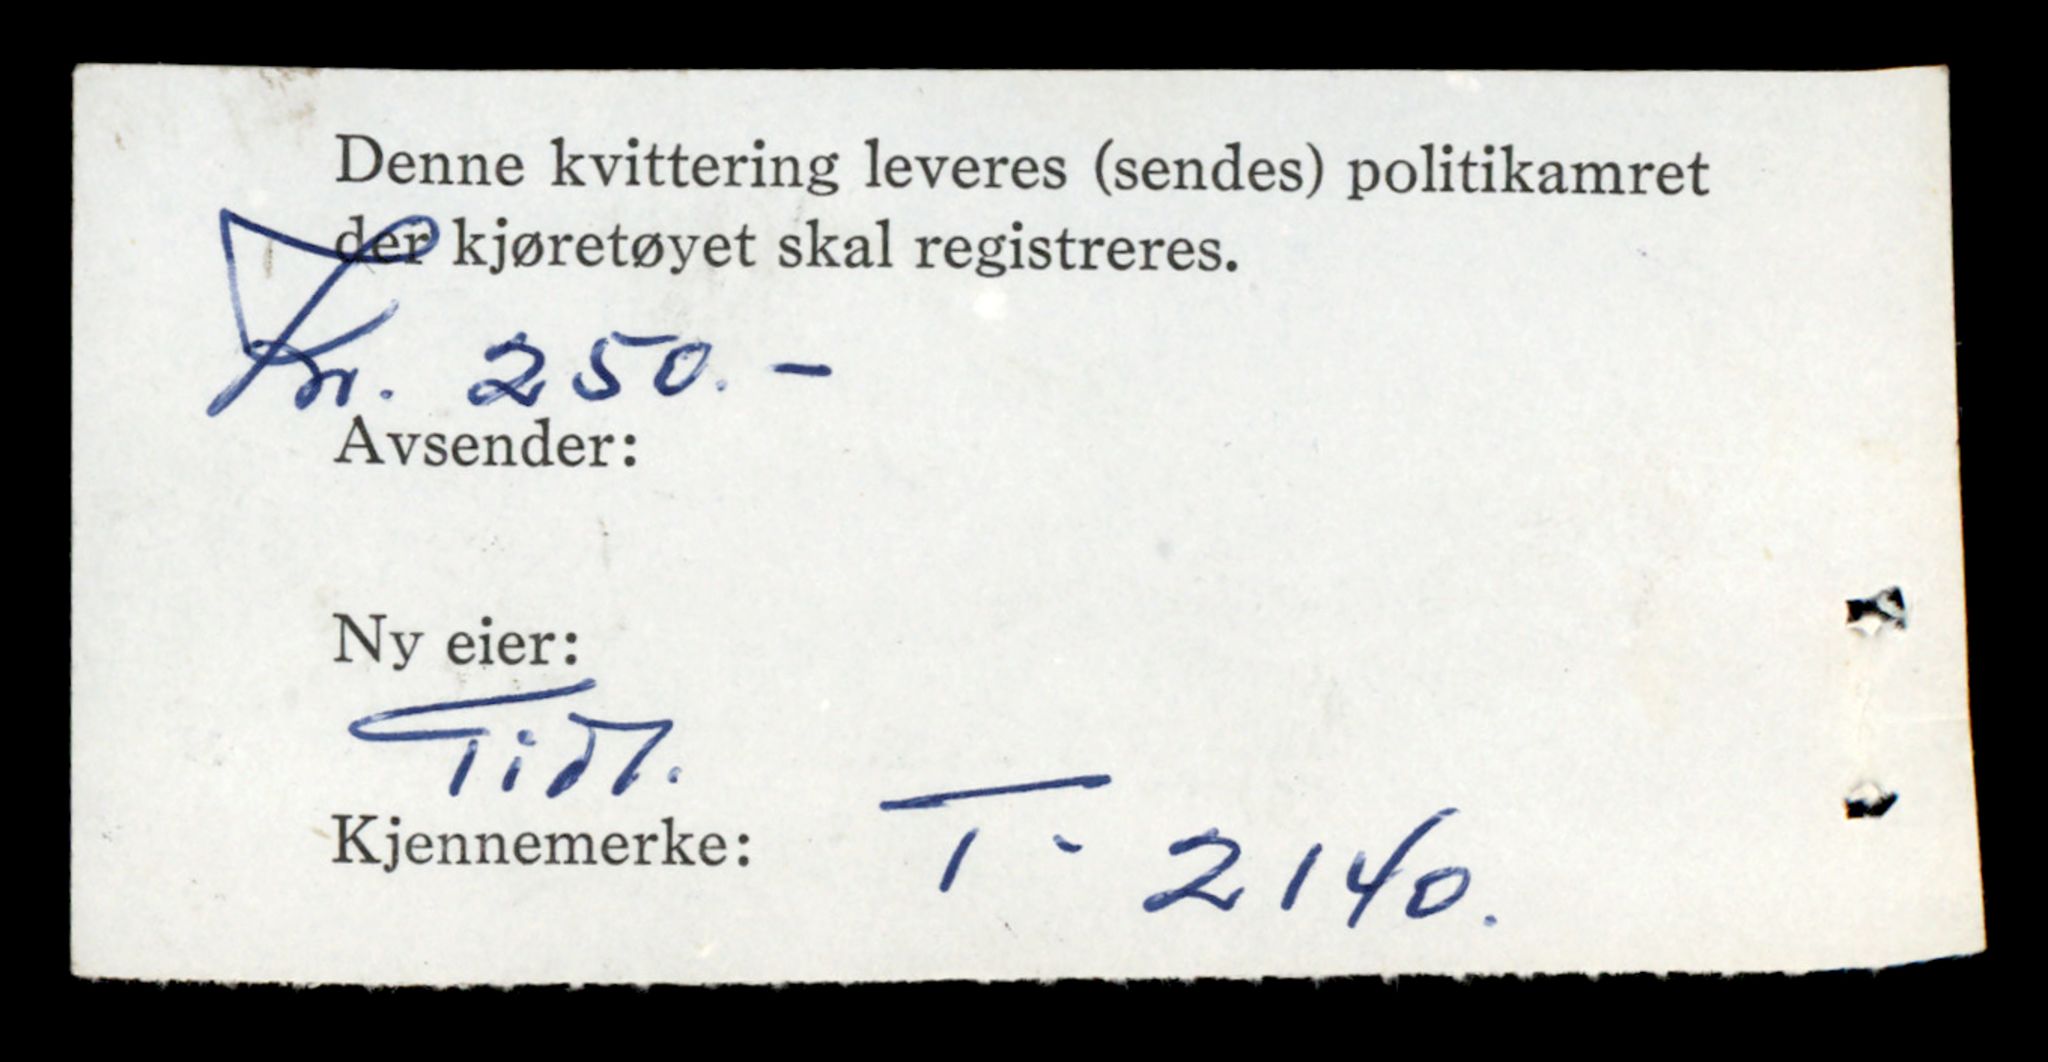 Denne kvittering leveres (sendes) politikamret
der kjøretøyet skal registreres.
Kr. 250.-
Avsender:
Ny eier:
Tidl.
Kjennemerke: T- 2140.